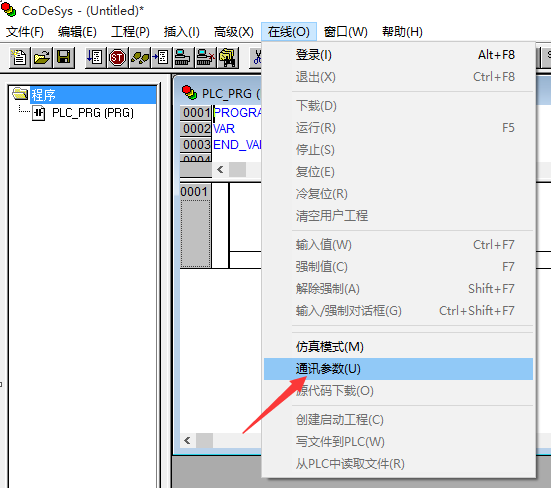 CoDeSys - (Untitled)*
文件(F) 编辑(E) 工程(P) 插入(I) 高级(X) 在线(O) 窗口(W) 帮助(H)
登录(I) Alt+F8
退出(X) Ctrl+F8
下载(D)
运行(R) F5
停止(S)
复位(E)
冷复位(R)
清空用户工程
输入值(W) Ctrl+F7
强制值(C) F7
解除强制(A) Shift+F7
输入/强制对话框(G) Ctrl+Shift+F7
仿真模式(M)
通讯参数(U)
源代码下载(O)
创建启动工程(C)
写文件到PLC(W)
从PLC中读取文件(R)
程序
PLC_PRG (PRG)
PLC_PRG (
0001 PROGRA
0002 VAR
0003 END_VA
0004
0001